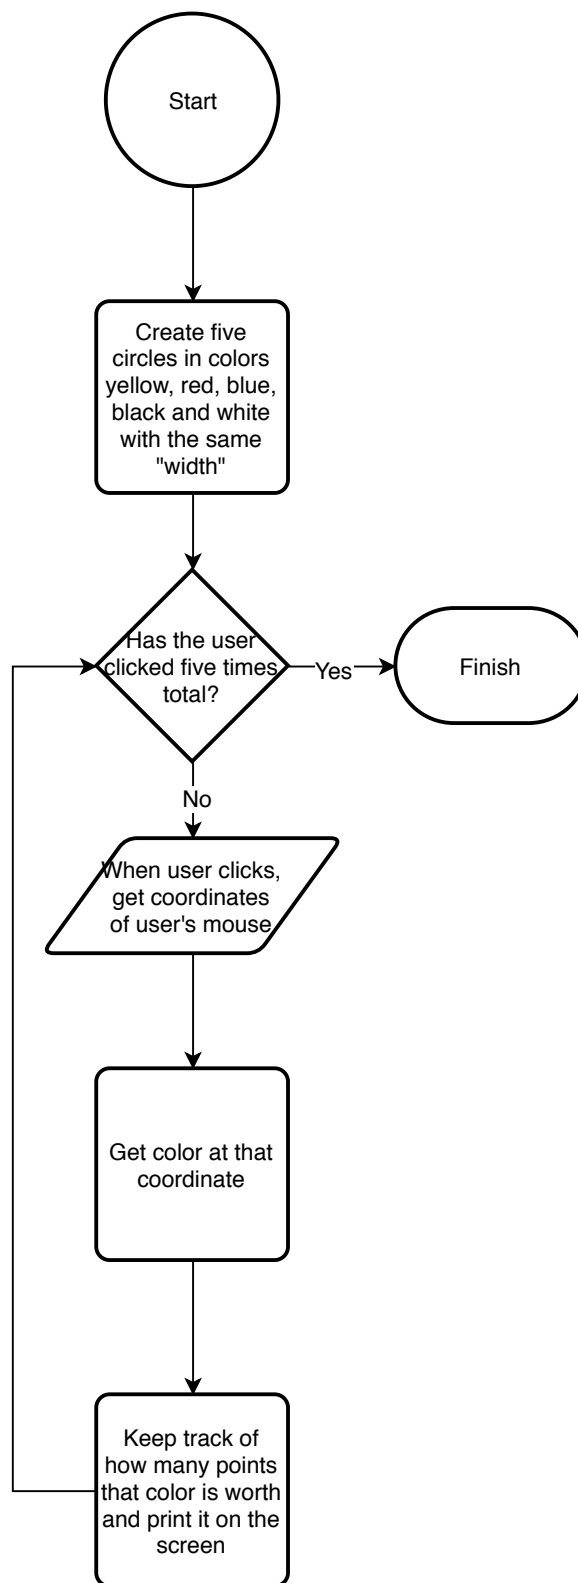 Start
Create five
circles in colors
yellow, red, blue,
black and white
with the same
"width"
Has the user
clicked five times
total?
Yes
Finish
No
When user clicks,
get coordinates
of user's mouse
Get color at that
coordinate
Keep track of
how many points
that color is worth
and print it on the
screen